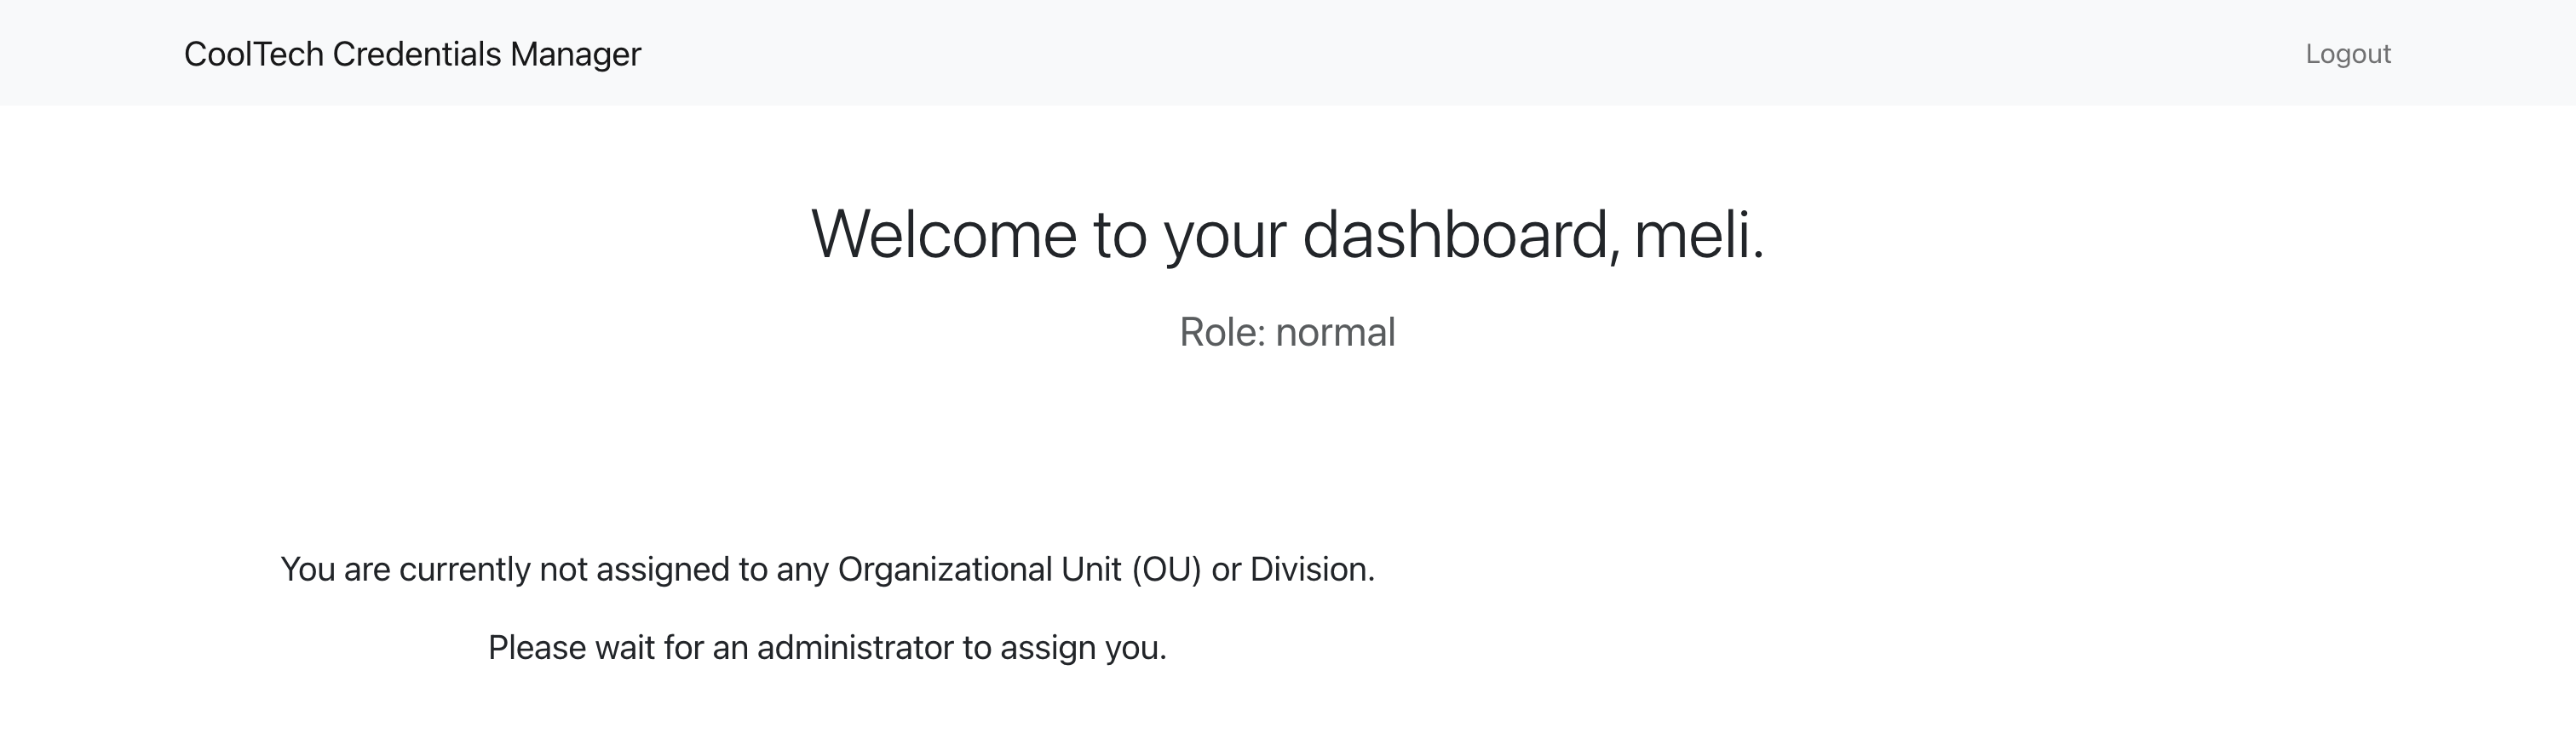 CoolTech Credentials Manager
Logout
Welcome to your dashboard, meli.
Role: normal
You are currently not assigned to any Organizational Unit (OU) or Division.
Please wait for an administrator to assign you.